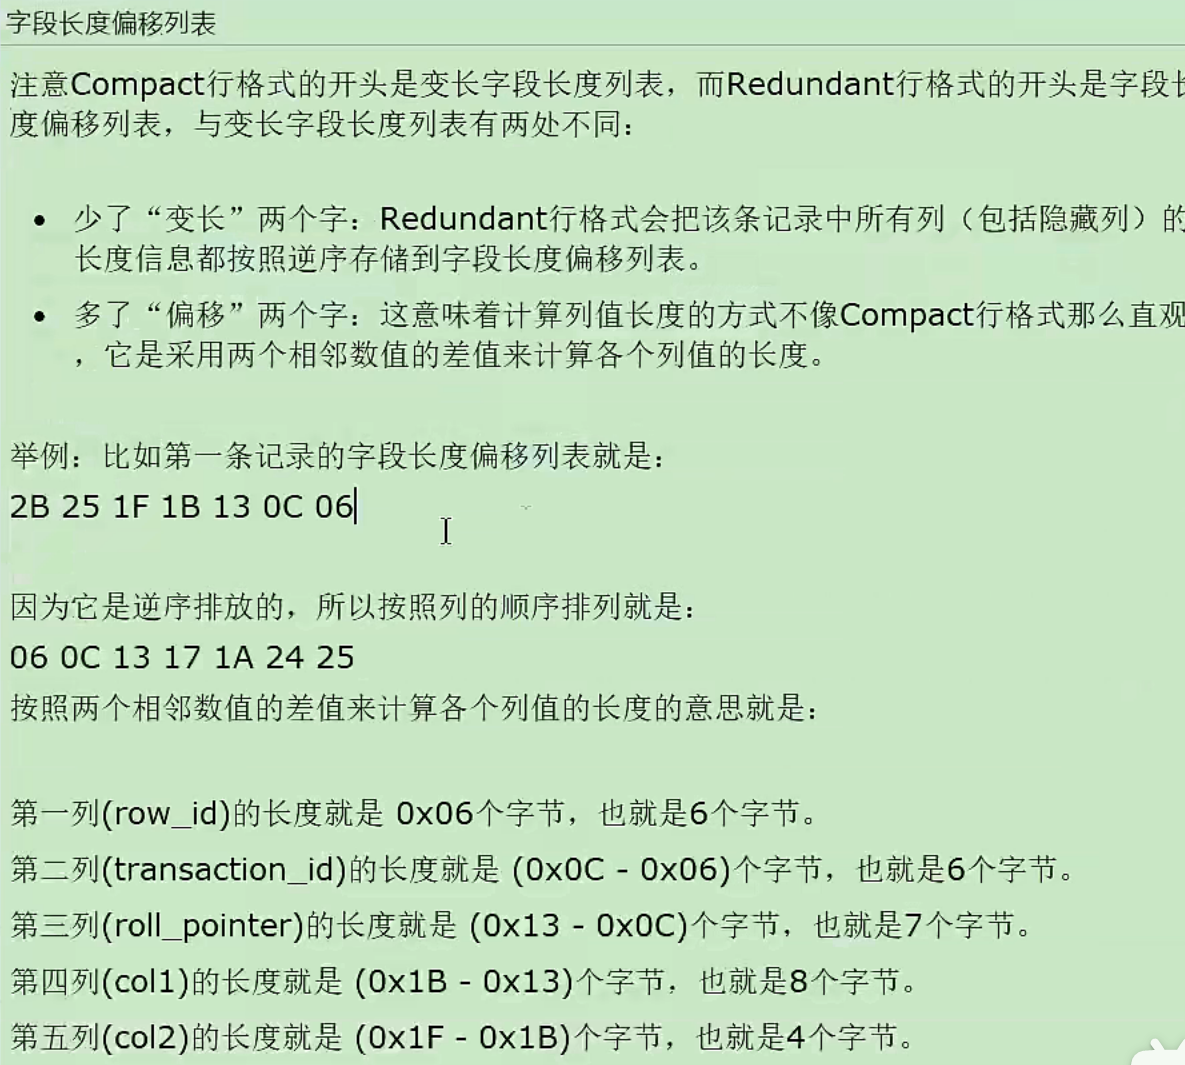 字段长度偏移列表
注意Compact行格式的开头是变长字段长度列表，而Redundant行格式的开头是字段长
度偏移列表，与变长字段长度列表有两处不同：
• 少了“变长”两个字：Redundant行格式会把该条记录中所有列（包括隐藏列）的
长度信息都按照逆序存储到字段长度偏移列表。
• 多了“偏移”两个字：这意味着计算列值长度的方式不像Compact行格式那么直观
，它是采用两个相邻数值的差值来计算各个列值的长度。
举例：比如第一条记录的字段长度偏移列表就是：
2B 25 1F 1B 13 0C 06
因为它是逆序排放的，所以按照列的顺序排列就是：
06 0C 13 17 1A 24 25
按照两个相邻数值的差值来计算各个列值的长度的意思就是：
第一列(row_id)的长度就是 0x06个字节，也就是6个字节。
第二列(transaction_id)的长度就是 (0x0C - 0x06)个字节，也就是6个字节。
第三列(roll_pointer)的长度就是 (0x13 - 0x0C)个字节，也就是7个字节。
第四列(col1)的长度就是 (0x1B - 0x13)个字节，也就是8个字节。
第五列(col2)的长度就是 (0x1F - 0x1B)个字节，也就是4个字节。